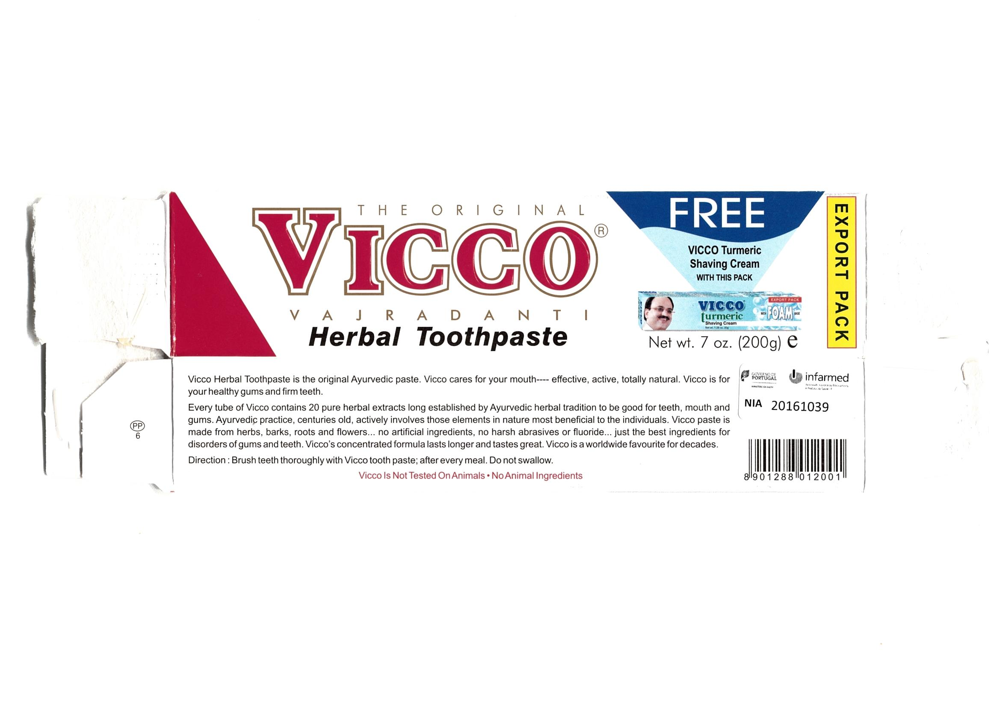 THE ORIGINAL
VICCO®
VAJRADANTI
Herbal Toothpaste
FREE
VICCO Turmeric
Shaving Cream
WITH THIS PACK
EXPORT PACK
VICCO
turmeric
Shaving Cream
WITH FOAM BASE
Net wt. 7 oz. (200g) e
EXPORT PACK
Vicco Herbal Toothpaste is the original Ayurvedic paste. Vicco cares for your mouth---- effective, active, totally natural. Vicco is for
your healthy gums and firm teeth.
Every tube of Vicco contains 20 pure herbal extracts long established by Ayurvedic herbal tradition to be good for teeth, mouth and
gums. Ayurvedic practice, centuries old, actively involves those elements in nature most beneficial to the individuals. Vicco paste is
made from herbs, barks, roots and flowers... no artificial ingredients, no harsh abrasives or fluoride... just the best ingredients for
disorders of gums and teeth. Vicco's concentrated formula lasts longer and tastes great. Vicco is a worldwide favourite for decades.
Direction : Brush teeth thoroughly with Vicco tooth paste; after every meal. Do not swallow.
Vicco Is Not Tested On Animals • No Animal Ingredients
GOVERNO DE
PORTUGAL
infarmed
NIA 20161039
8 901288 012001
PP
6